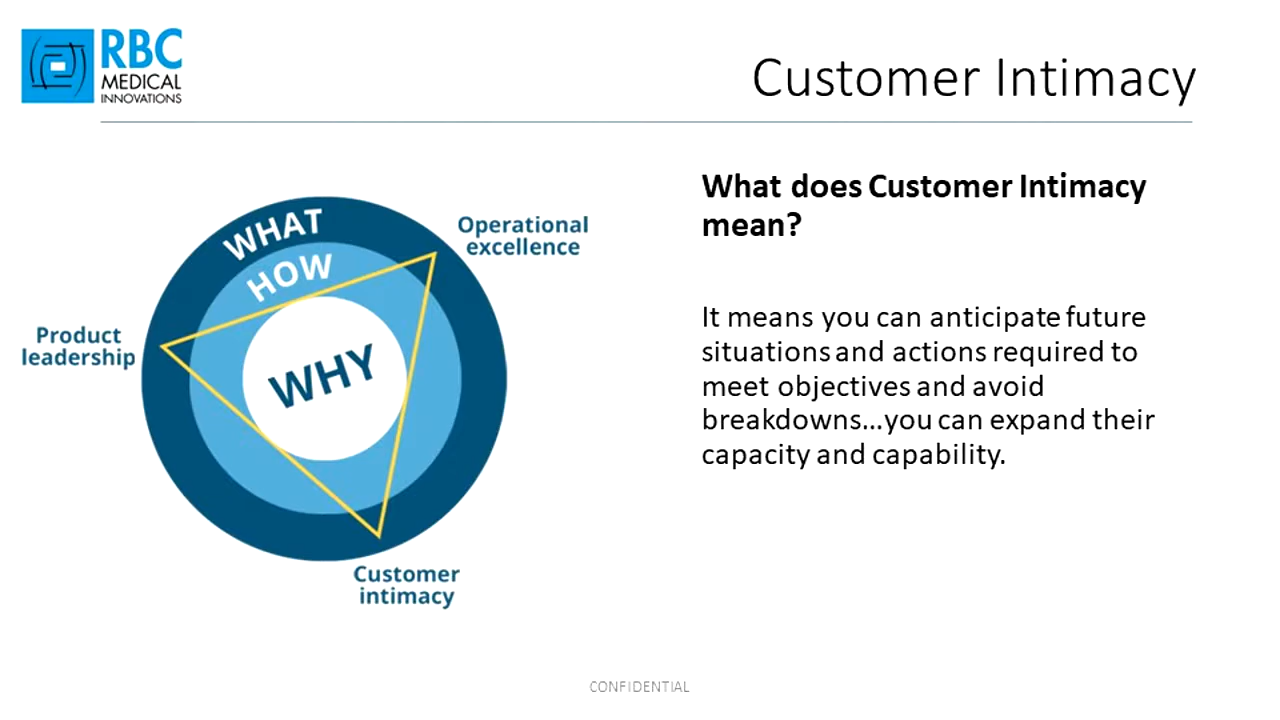 RBC
MEDICAL
INNOVATIONS
Customer Intimacy
WHAT
HOW
WHY
Operational
excellence
Product
leadership
Customer
intimacy
What does Customer Intimacy
mean?
It means you can anticipate future
situations and actions required to
meet objectives and avoid
breakdowns...you can expand their
capacity and capability.
CONFIDENTIAL